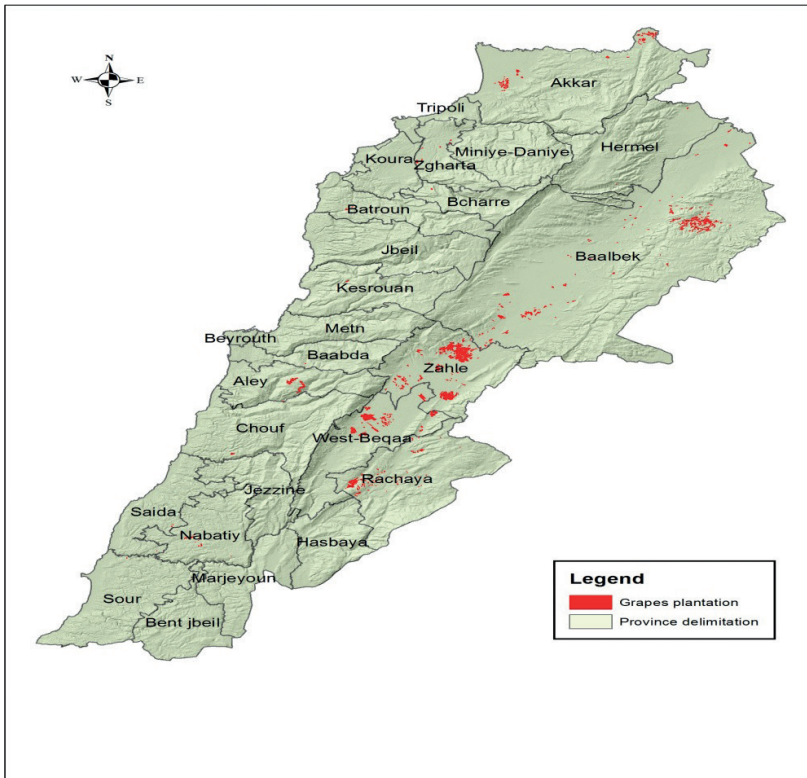 N
W E
S
Akkar
Tripoli
Hermel
Miniye-Daniye
Koura
Zgharta
Bcharre
Batroun
Jbeil
Baalbek
Kesrouan
Metn
Beyrouth
Baabda
Zahle
Aley
Chouf
West-Beqaa
Rachaya
Jezzine
Saida
Nabatiy
Hasbaya
Marjeyoun
Sour
Bent jbeil
Legend
Grapes plantation
Province delimitation